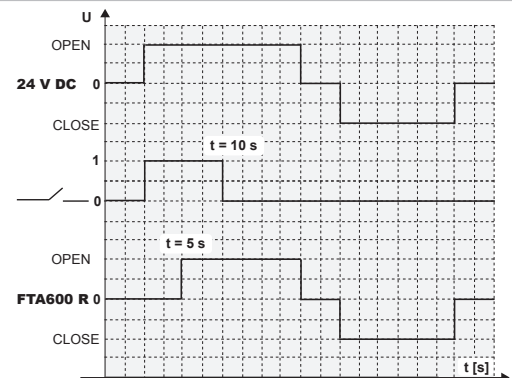 U
OPEN
24 V DC 0
CLOSE
t = 10 s
1
0
t = 5 s
OPEN
FTA600 R 0
CLOSE
t [s]